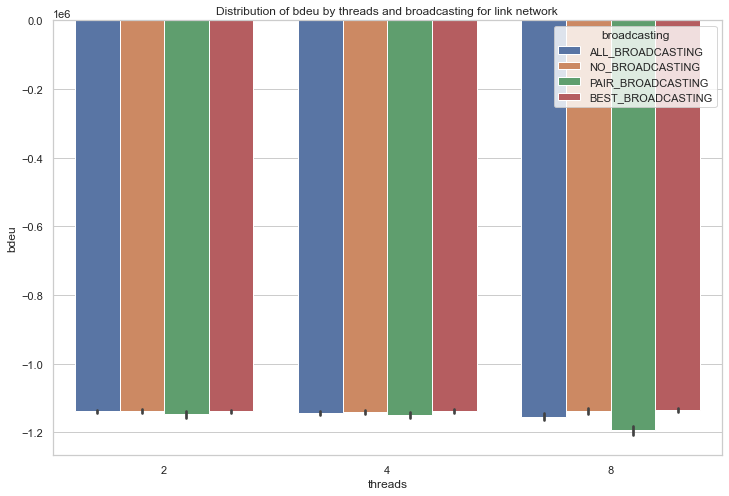 Distribution of bdeu by threads and broadcasting for link network
1e6
broadcasting
ALL_BROADCASTING
NO_BROADCASTING
PAIR_BROADCASTING
BEST_BROADCASTING
0.0
−0.2
−0.4
−0.6
−0.8
−1.0
−1.2
bdeu
2 4 8
threads